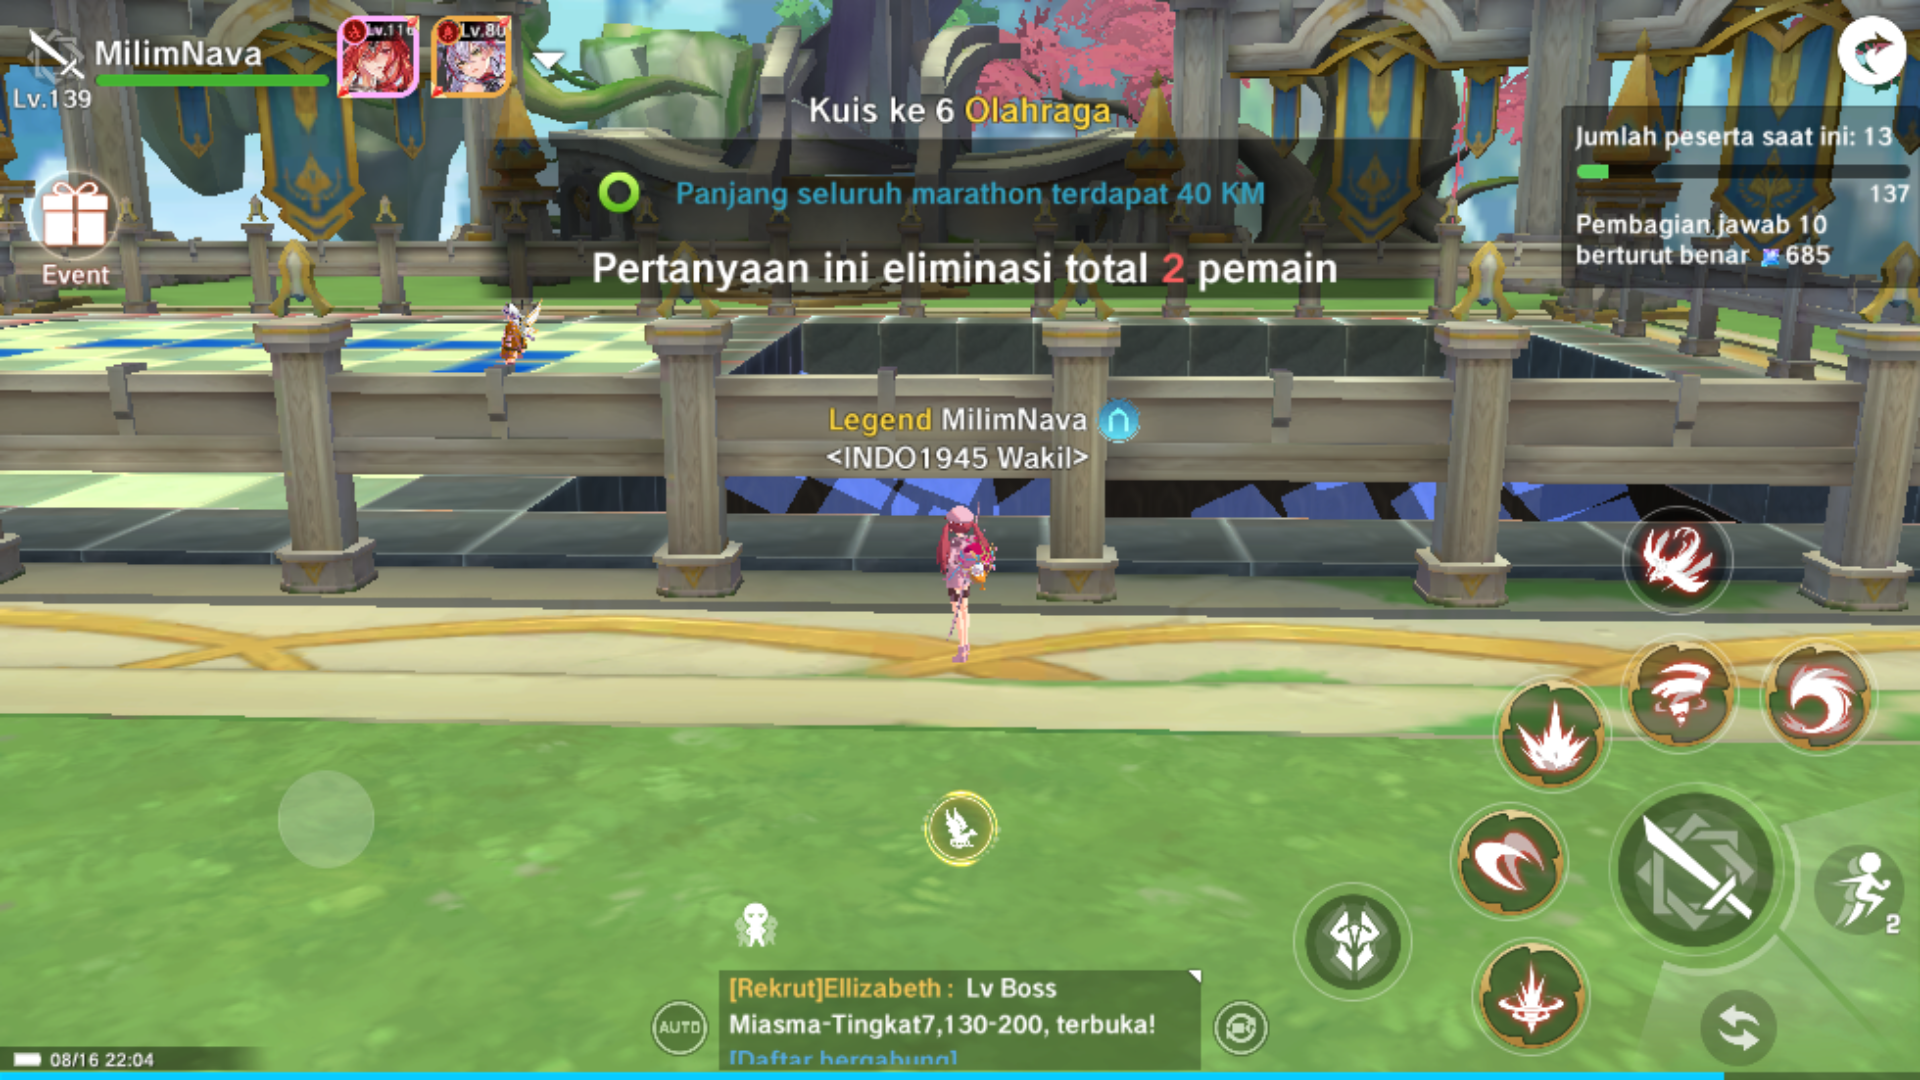 MilimNava
Lv.139
Lv.116
Lv.80
Kuis ke 6 Olahraga
Panjang seluruh marathon terdapat 40 KM
Pertanyaan ini eliminasi total 2 pemain
Jumlah peserta saat ini: 13
137
Pembagian jawab 10
berturut benar 685
Event
Legend MilimNava
<INDO1945 Wakil>
2
[Rekrut]Ellizabeth : Lv Boss
Miasma-Tingkat7,130-200, terbuka!
[Daftar bergabung]
AUTO
08/16 22:04